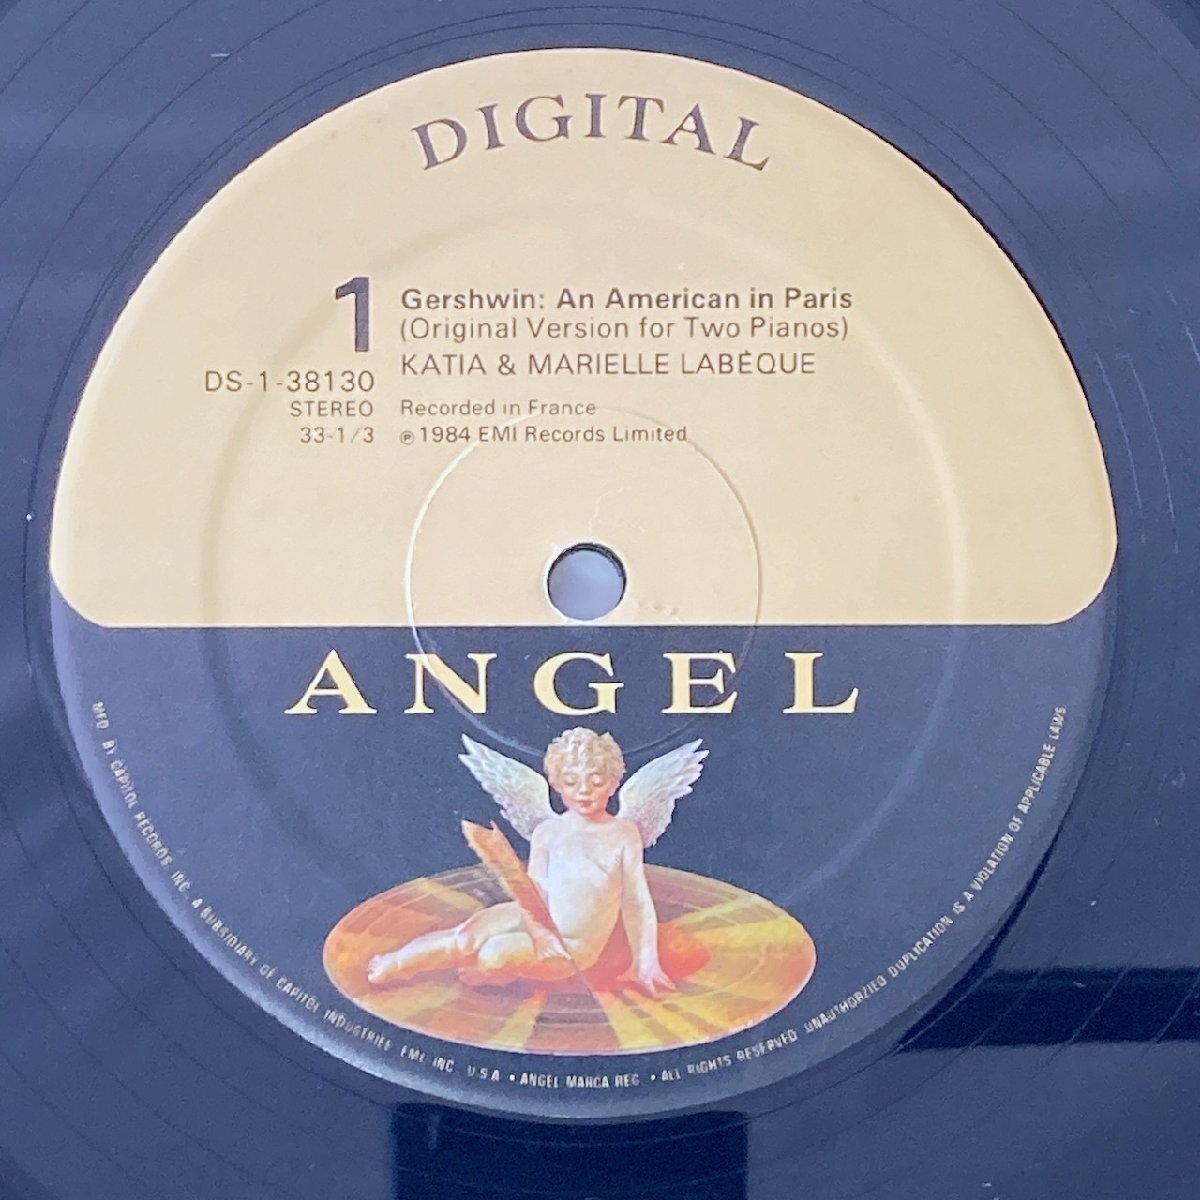 DIGITAL
1
Gershwin: An American in Paris
(Original Version for Two Pianos)
KATIA & MARIELLE LABÈQUE
DS-1-38130
STEREO
33-1/3
Recorded in France
℗ 1984 EMI Records Limited
ANGEL
MFD. BY CAPITOL RECORDS, INC. A SUBSIDIARY OF CAPITOL INDUSTRIES EMI, INC. U.S.A. • ANGEL MARCA REG. • ALL RIGHTS RESERVED. UNAUTHORIZED DUPLICATION IS A VIOLATION OF APPLICABLE LAWS